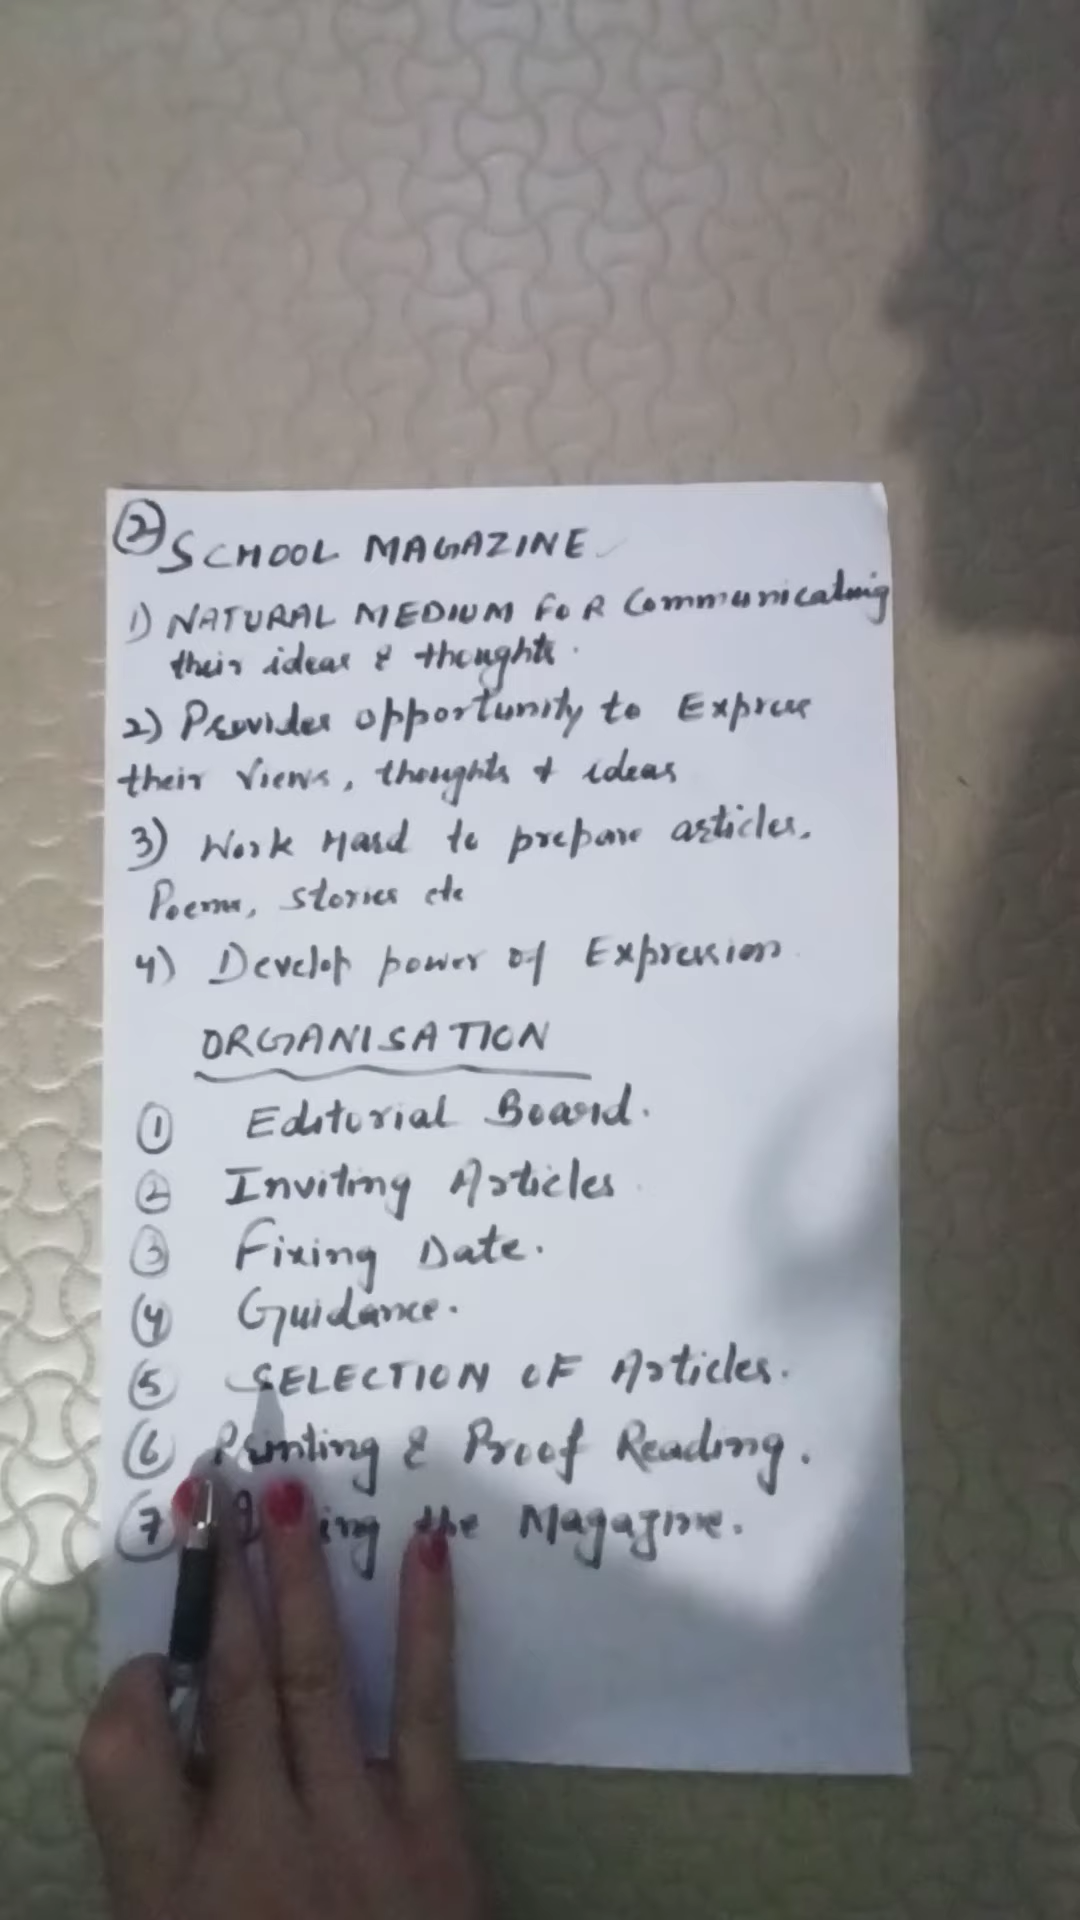 ② SCHOOL MAGAZINE
1) NATURAL MEDIUM FOR Communicating
their ideas & thoughts.
2) Provides opportunity to Express
their views, thoughts & ideas
3) Work Hard to prepare articles,
Poems, stories etc
4) Develop power of Expression.
ORGANISATION
① Editorial Board.
② Inviting Articles
③ Fixing Date.
④ Guidance.
⑤ SELECTION OF Articles.
⑥ Printing & Proof Reading.
⑦ the Magazine.